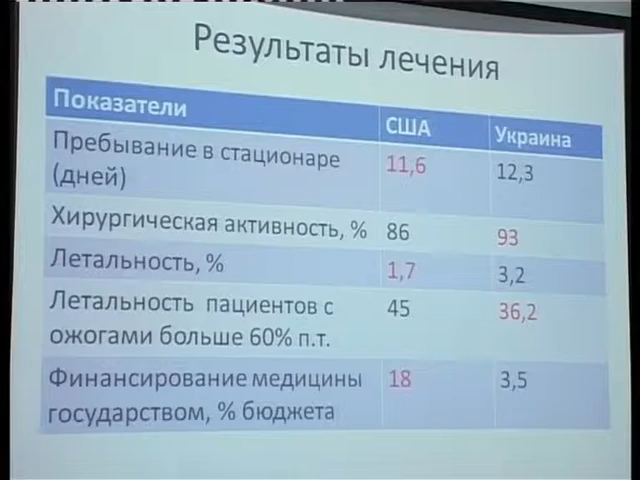 Результаты лечения
Показатели США Украина
Пребывание в стационаре 11,6 12,3
(дней)
Хирургическая активность, % 86 93
Летальность, % 1,7 3,2
Летальность пациентов с 45 36,2
ожогами больше 60% п.т.
Финансирование медицины 18 3,5
государством, % бюджета